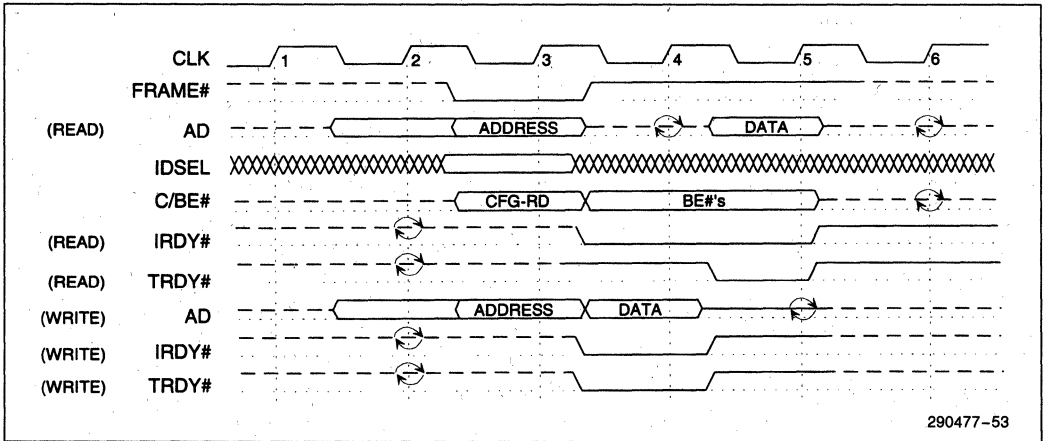 CLK 1 2 3 4 5 6
FRAME#
(READ) AD ADDRESS DATA
IDSEL
C/BE# CFG-RD BE#'s
(READ) IRDY#
(READ) TRDY#
(WRITE) AD ADDRESS DATA
(WRITE) IRDY#
(WRITE) TRDY#
290477-53